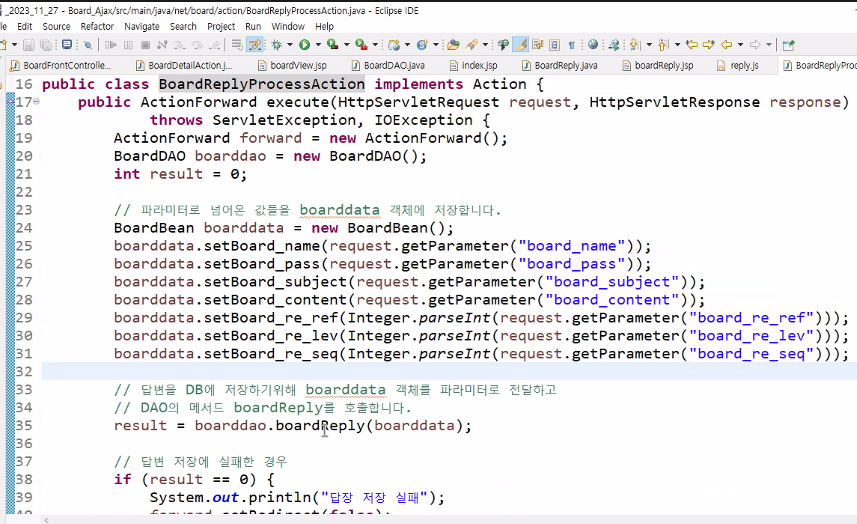 _2023_11_27 - Board_Ajax/src/main/java/net/board/action/BoardReplyProcessAction.java - Eclipse IDE
Edit Source Refactor Navigate Search Project Run Window Help
BoardFrontControlle... BoardDetailAction.j... boardView.jsp BoardDAO.java index.jsp BoardReply.java boardReply.jsp reply.js BoardReplyProc
16 public class BoardReplyProcessAction implements Action {
17 public ActionForward execute(HttpServletRequest request, HttpServletResponse response)
18 throws ServletException, IOException {
19 ActionForward forward = new ActionForward();
20 BoardDAO boarddao = new BoardDAO();
21 int result = 0;
22
23 // 파라미터로 넘어온 값들을 boarddata 객체에 저장합니다.
24 BoardBean boarddata = new BoardBean();
25 boarddata.setBoard_name(request.getParameter("board_name"));
26 boarddata.setBoard_pass(request.getParameter("board_pass"));
27 boarddata.setBoard_subject(request.getParameter("board_subject"));
28 boarddata.setBoard_content(request.getParameter("board_content"));
29 boarddata.setBoard_re_ref(Integer.parseInt(request.getParameter("board_re_ref")));
30 boarddata.setBoard_re_lev(Integer.parseInt(request.getParameter("board_re_lev")));
31 boarddata.setBoard_re_seq(Integer.parseInt(request.getParameter("board_re_seq")));
32
33 // 답변을 DB에 저장하기위해 boarddata 객체를 파라미터로 전달하고
34 // DAO의 메서드 boardReply를 호출합니다.
35 result = boarddao.boardReply(boarddata);
36
37 // 답변 저장에 실패한 경우
38 if (result == 0) {
39 System.out.println("답장 저장 실패");
40 forward.setRedirect(false);